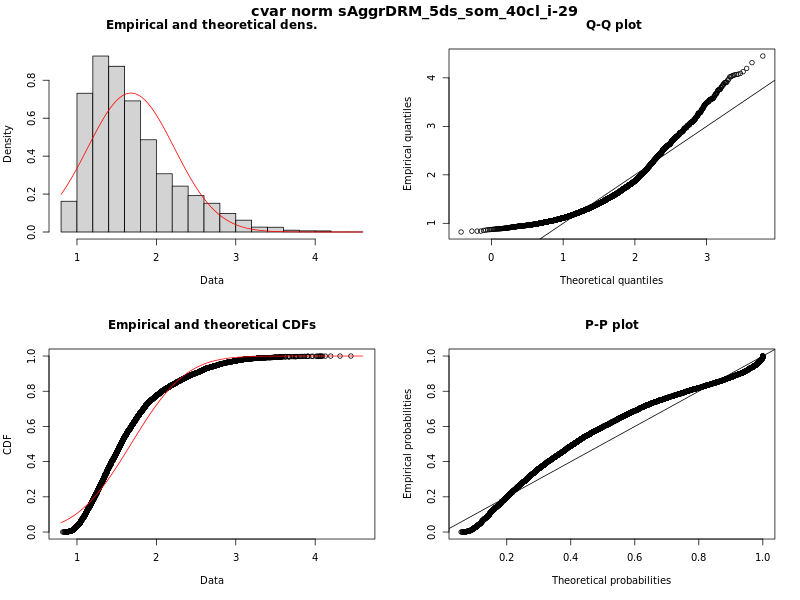 cvar norm sAggrDRM_5ds_som_40cl_i-29
Empirical and theoretical dens.
Density
0.0 0.2 0.4 0.6 0.8
1 2 3 4
Data
Q-Q plot
Empirical quantiles
1 2 3 4
0 1 2 3
Theoretical quantiles
Empirical and theoretical CDFs
CDF
0.0 0.2 0.4 0.6 0.8 1.0
1 2 3 4
Data
P-P plot
Empirical probabilities
0.0 0.2 0.4 0.6 0.8 1.0
0.2 0.4 0.6 0.8 1.0
Theoretical probabilities